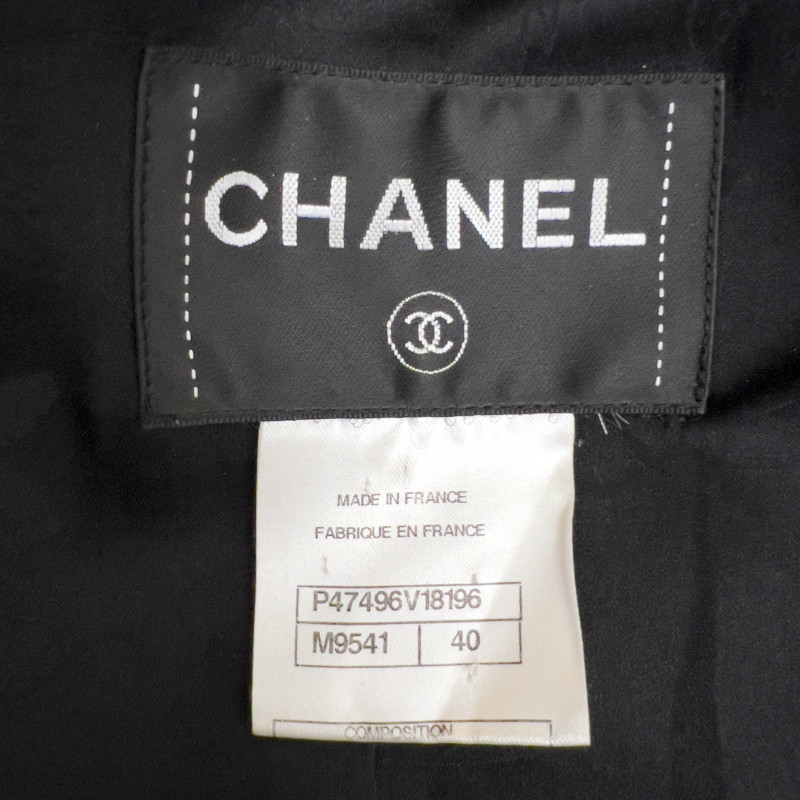 CHANEL
MADE IN FRANCE
FABRIQUE EN FRANCE
P47496V18196
M9541 40
COMPOSITION